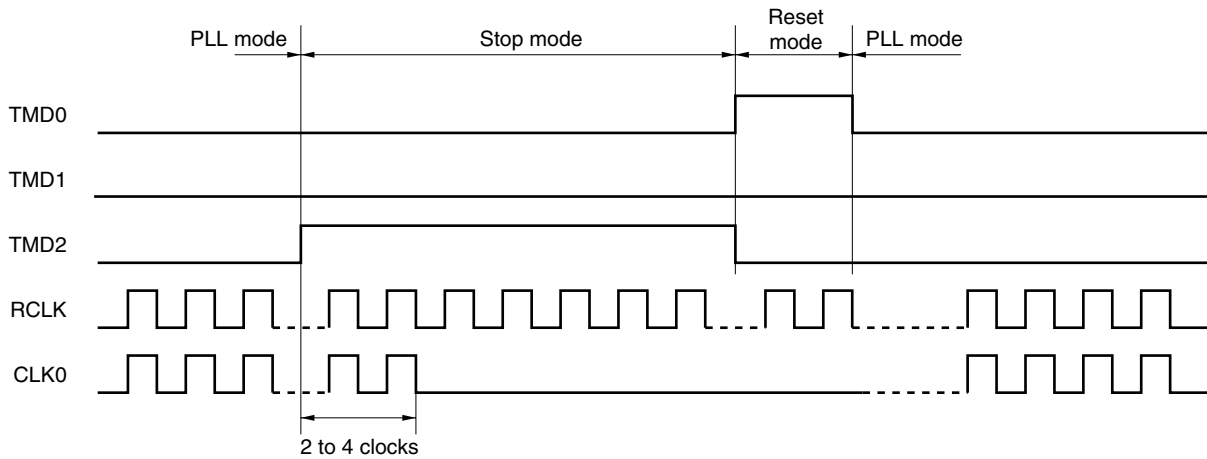 PLL mode
Stop mode
Reset
mode
PLL mode
TMD0
TMD1
TMD2
RCLK
CLK0
2 to 4 clocks